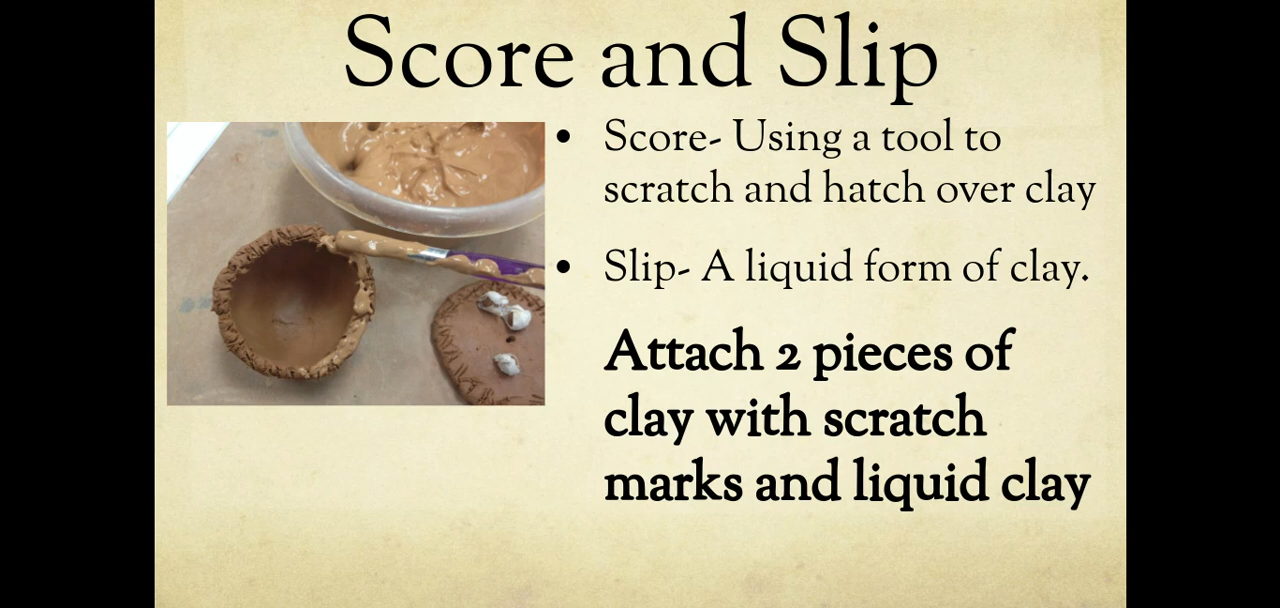 Score and Slip
• Score- Using a tool to
scratch and hatch over clay
• Slip- A liquid form of clay.
Attach 2 pieces of
clay with scratch
marks and liquid clay